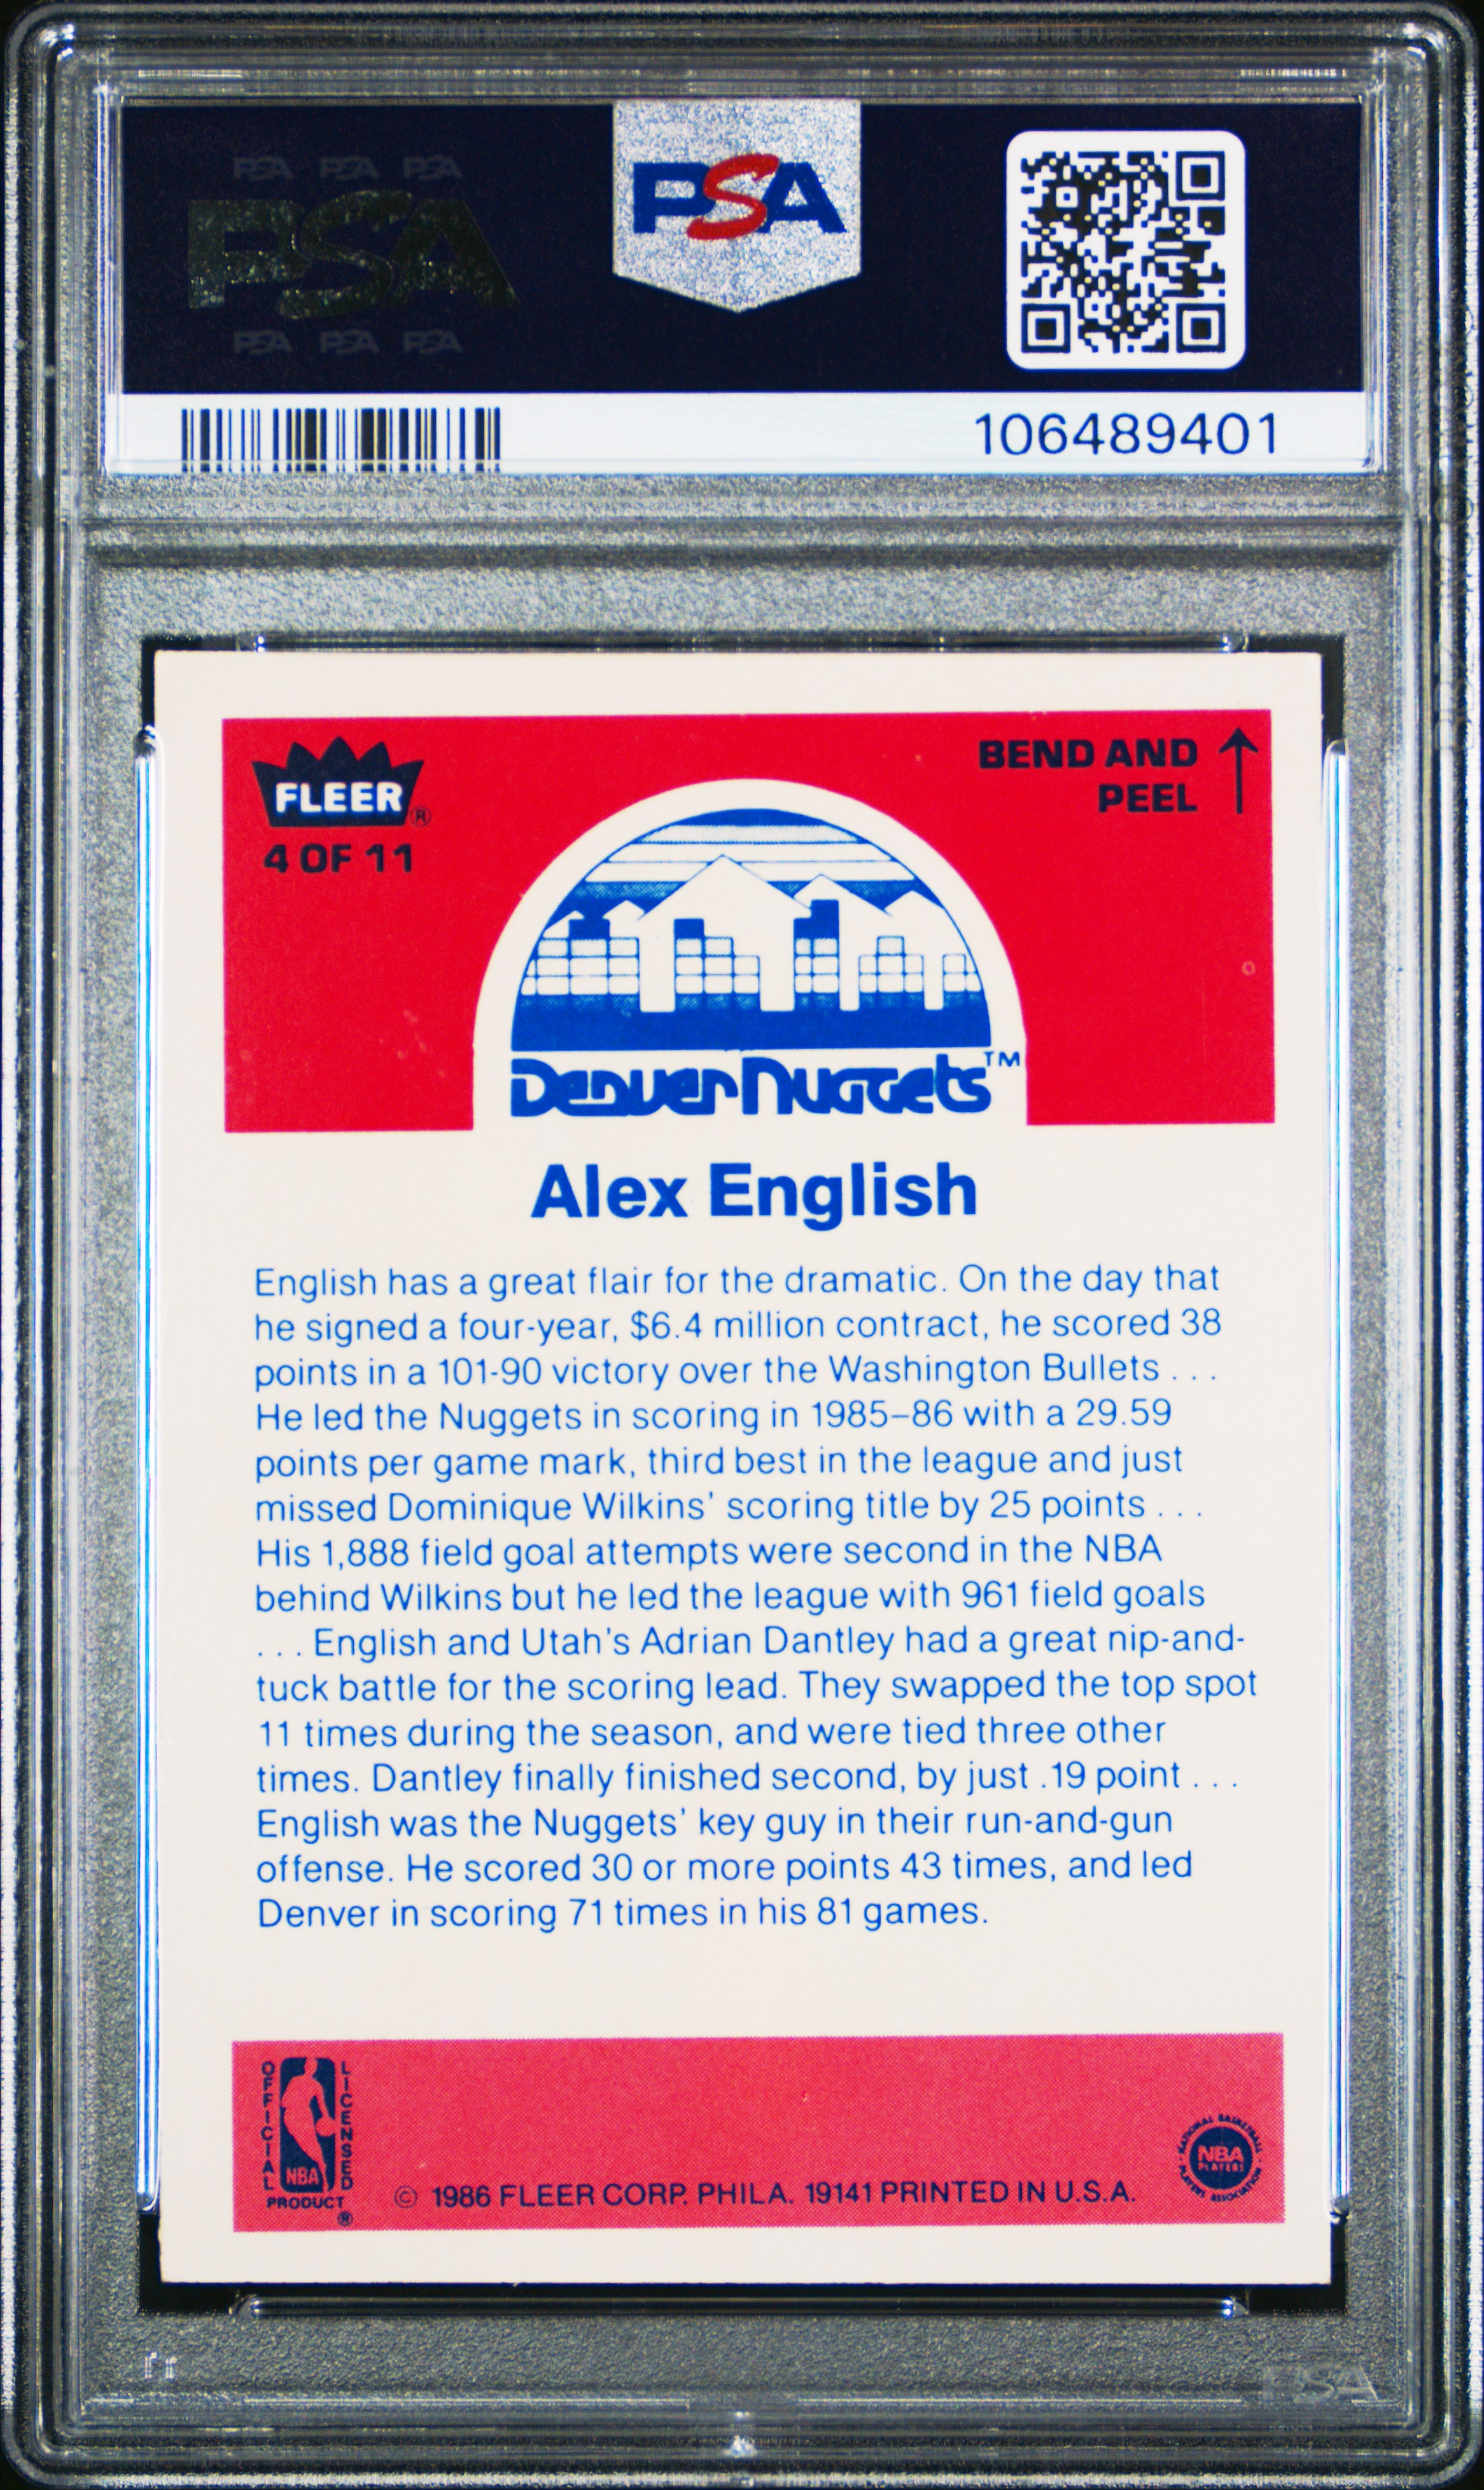 PSA PSA PSA
PSA
PSA PSA PSA
PSA
106489401
FLEER®
4 OF 11
BEND AND
PEEL
Denver Nuggets™
Alex English
English has a great flair for the dramatic. On the day that
he signed a four-year, $6.4 million contract, he scored 38
points in a 101-90 victory over the Washington Bullets . . .
He led the Nuggets in scoring in 1985–86 with a 29.59
points per game mark, third best in the league and just
missed Dominique Wilkins' scoring title by 25 points . . .
His 1,888 field goal attempts were second in the NBA
behind Wilkins but he led the league with 961 field goals
. . . English and Utah's Adrian Dantley had a great nip-and-
tuck battle for the scoring lead. They swapped the top spot
11 times during the season, and were tied three other
times. Dantley finally finished second, by just .19 point . . .
English was the Nuggets' key guy in their run-and-gun
offense. He scored 30 or more points 43 times, and led
Denver in scoring 71 times in his 81 games.
OFFICIAL LICENSED
NBA
PRODUCT
®
© 1986 FLEER CORP. PHILA. 19141 PRINTED IN U.S.A.
NATIONAL BASKETBALL
NBA
PLAYERS
PLAYERS ASSOCIATION
PSA